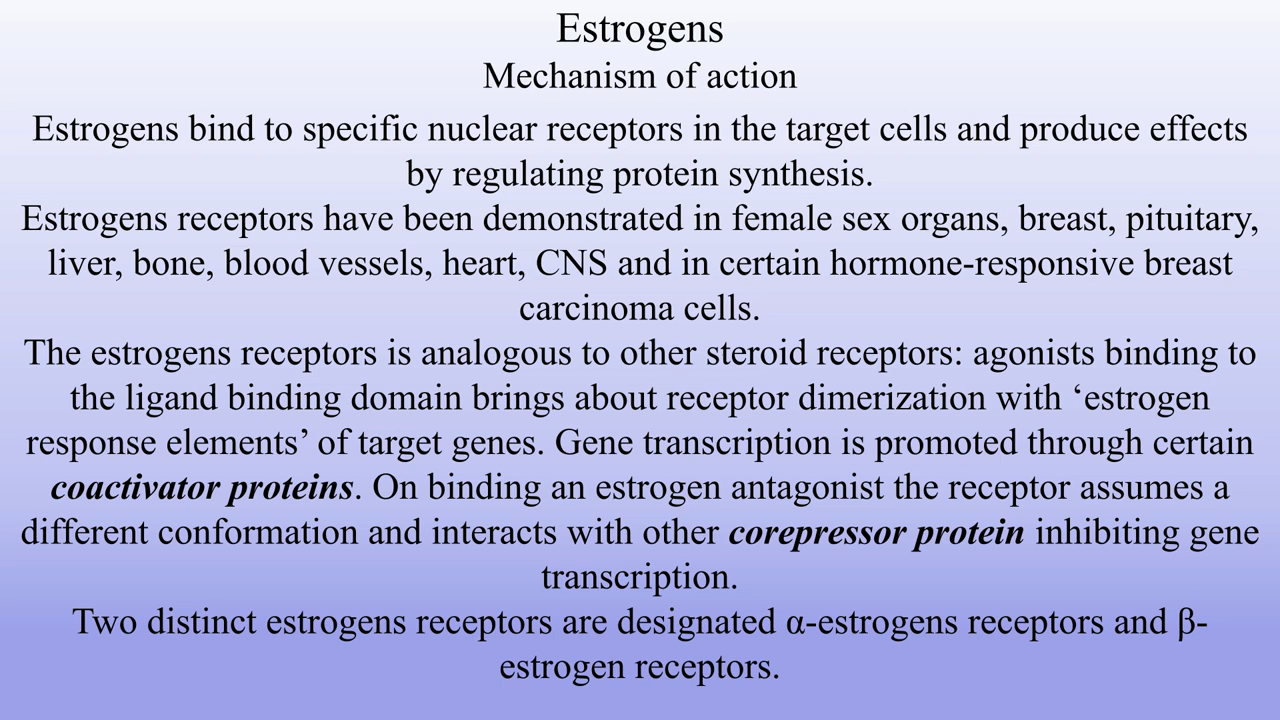 Estrogens
Mechanism of action
Estrogens bind to specific nuclear receptors in the target cells and produce effects
by regulating protein synthesis.
Estrogens receptors have been demonstrated in female sex organs, breast, pituitary,
liver, bone, blood vessels, heart, CNS and in certain hormone-responsive breast
carcinoma cells.
The estrogens receptors is analogous to other steroid receptors: agonists binding to
the ligand binding domain brings about receptor dimerization with ‘estrogen
response elements’ of target genes. Gene transcription is promoted through certain
coactivator proteins. On binding an estrogen antagonist the receptor assumes a
different conformation and interacts with other corepressor protein inhibiting gene
transcription.
Two distinct estrogens receptors are designated α-estrogens receptors and β-
estrogen receptors.